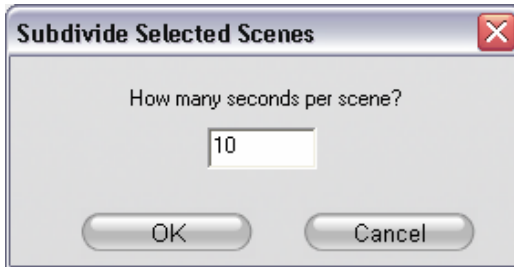 Subdivide Selected Scenes
How many seconds per scene?
10
OK
Cancel